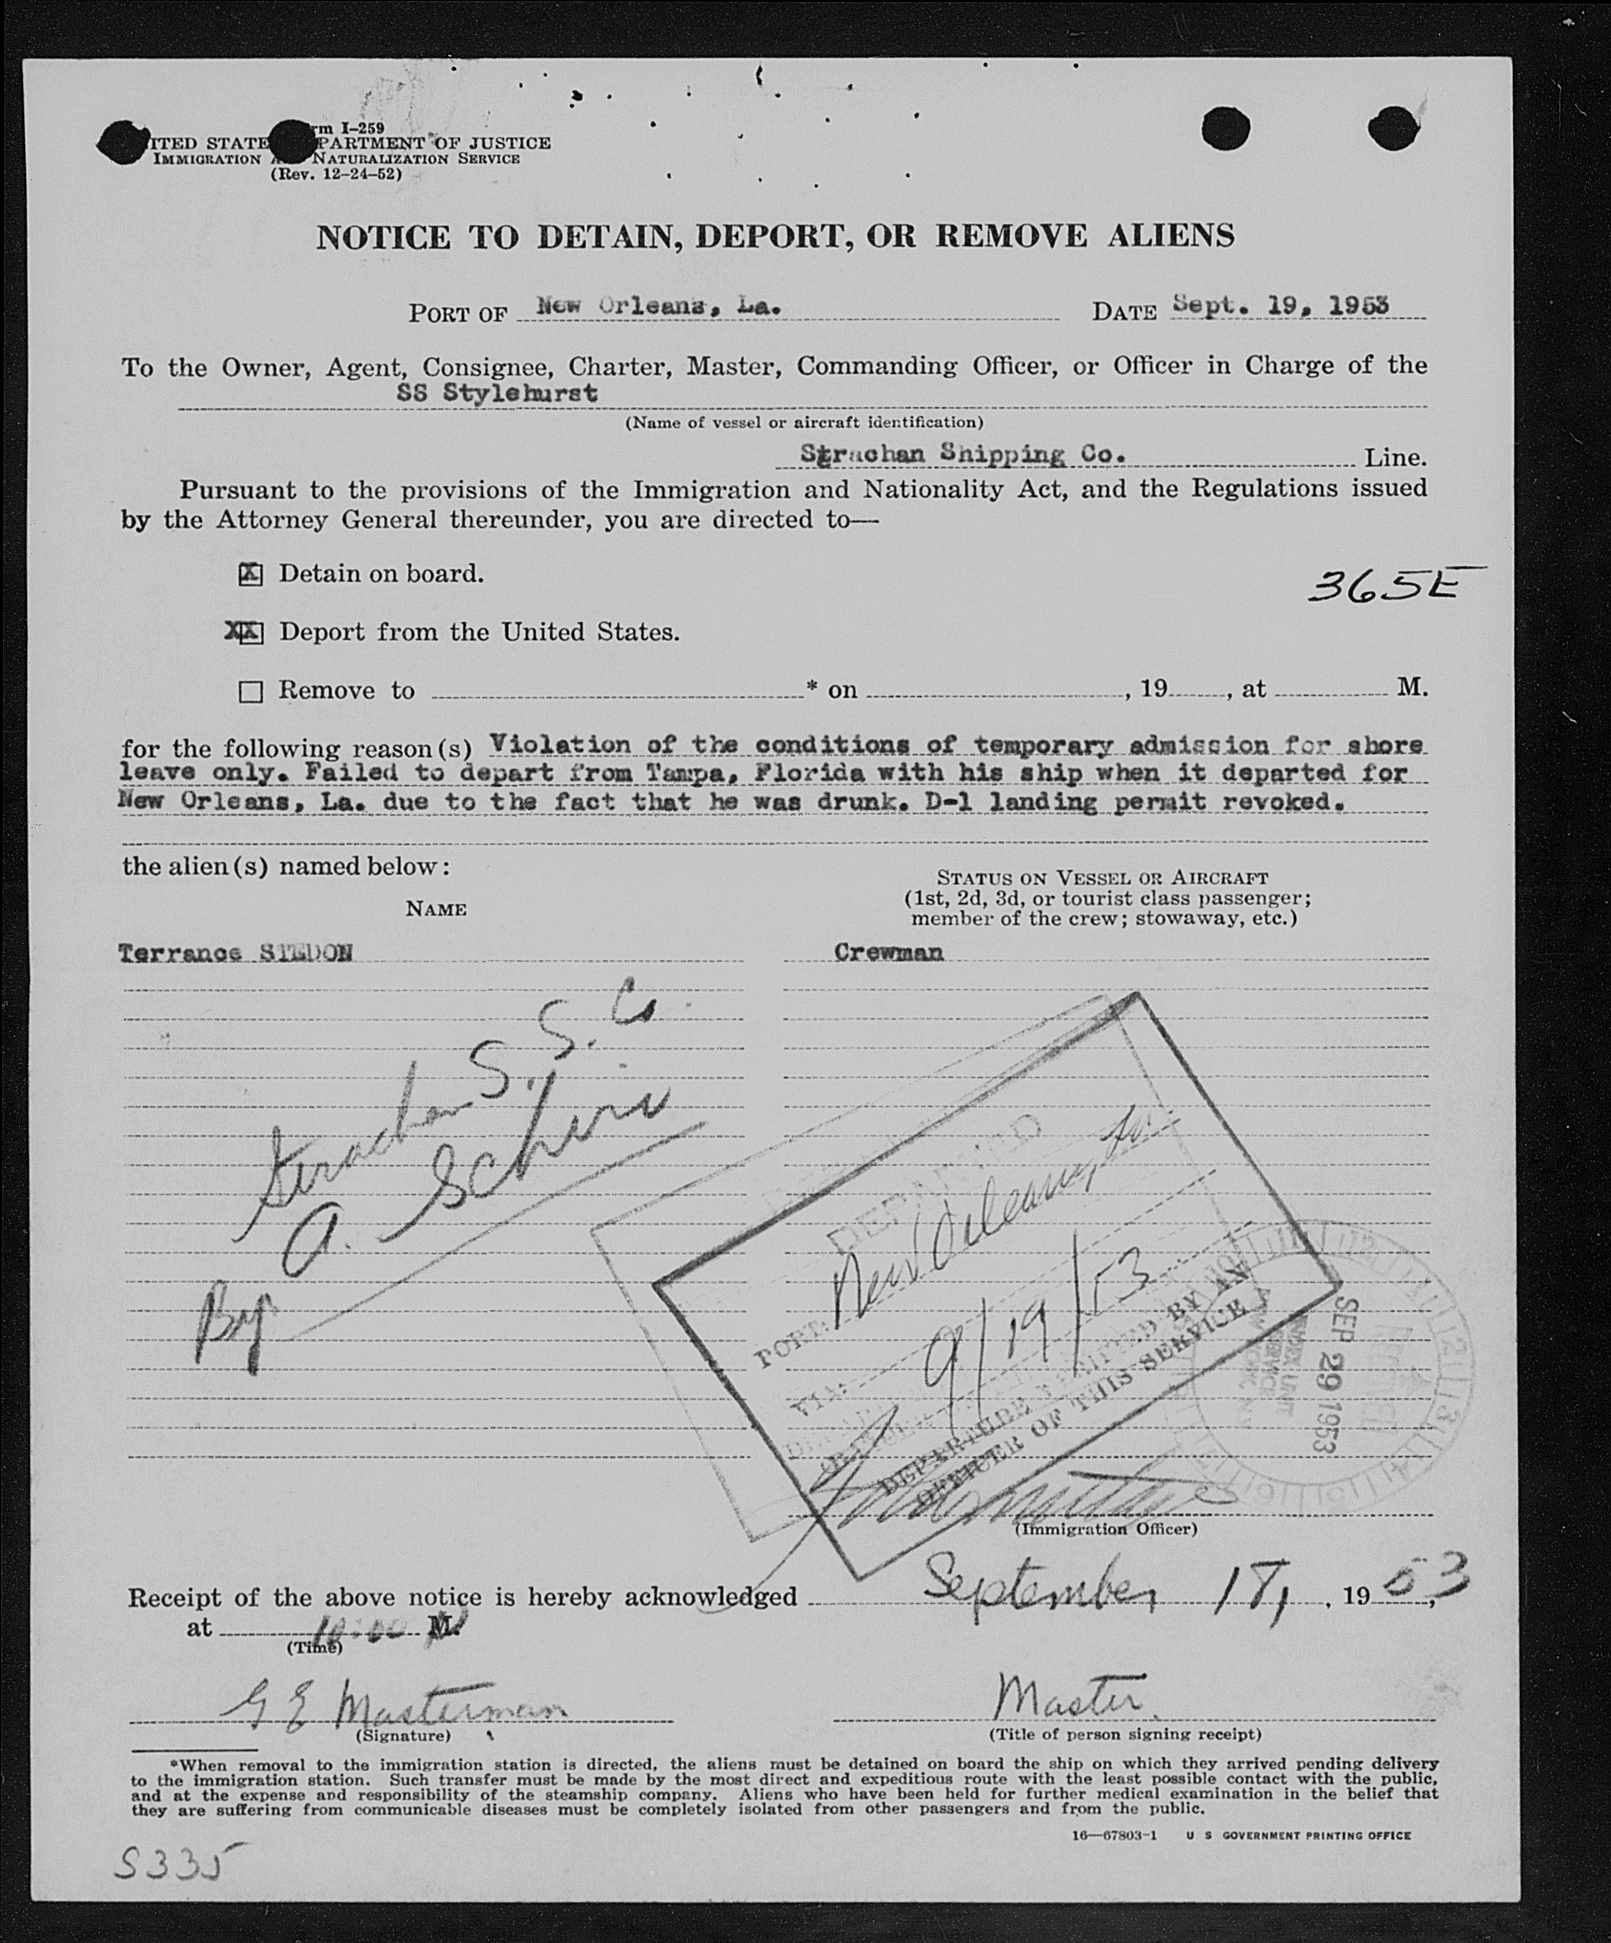 rm I-259
ITED STATE PARTMENT OF JUSTICE
IMMIGRATION NATURALIZATION SERVICE
(Rev. 12-24-52)
NOTICE TO DETAIN, DEPORT, OR REMOVE ALIENS
PORT OF New Orleans, La. DATE Sept. 19, 1953
To the Owner, Agent, Consignee, Charter, Master, Commanding Officer, or Officer in Charge of the
SS Stylehurst
(Name of vessel or aircraft identification)
Strachan Shipping Co. Line.
Pursuant to the provisions of the Immigration and Nationality Act, and the Regulations issued
by the Attorney General thereunder, you are directed to—
X Detain on board.
365E
XX Deport from the United States.
Remove to * on , 19 , at M.
for the following reason(s) Violation of the conditions of temporary admission for shore
leave only. Failed to depart from Tampa, Florida with his ship when it departed for
New Orleans, La. due to the fact that he was drunk. D-1 landing permit revoked.
the alien(s) named below:
STATUS ON VESSEL OR AIRCRAFT
(1st, 2d, 3d, or tourist class passenger;
member of the crew; stowaway, etc.)
NAME
Terrance Crewman
Strachan S. S. Co.
By A. Schiro
DEPARTED
PORT: New Orleans, La.
VIA:
9/19/53
DEPARTURE VERIFIED BY AN
OFFICER OF THIS SERVICE
SEP 29 1953
(Immigration Officer)
Receipt of the above notice is hereby acknowledged September 18, , 1953,
at 10:00 M.
(Time)
G E Masterman Master.
(Signature) (Title of person signing receipt)
*When removal to the immigration station is directed, the aliens must be detained on board the ship on which they arrived pending delivery
to the immigration station. Such transfer must be made by the most direct and expeditious route with the least possible contact with the public,
and at the expense and responsibility of the steamship company. Aliens who have been held for further medical examination in the belief that
they are suffering from communicable diseases must be completely isolated from other passengers and from the public.
16—67803-1 U S GOVERNMENT PRINTING OFFICE
S335